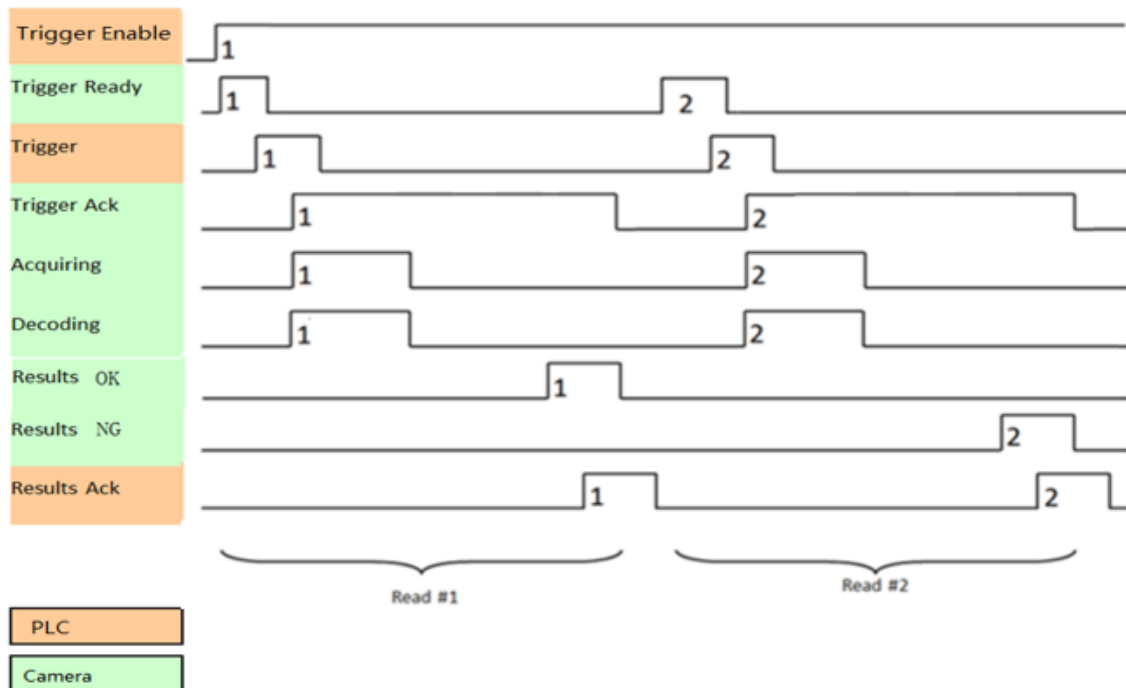 Trigger Enable
1
Trigger Ready
1
2
Trigger
1
2
Trigger Ack
1
2
Acquiring
1
2
Decoding
1
2
Results OK
1
Results NG
2
Results Ack
1
2
Read #1
Read #2
PLC
Camera